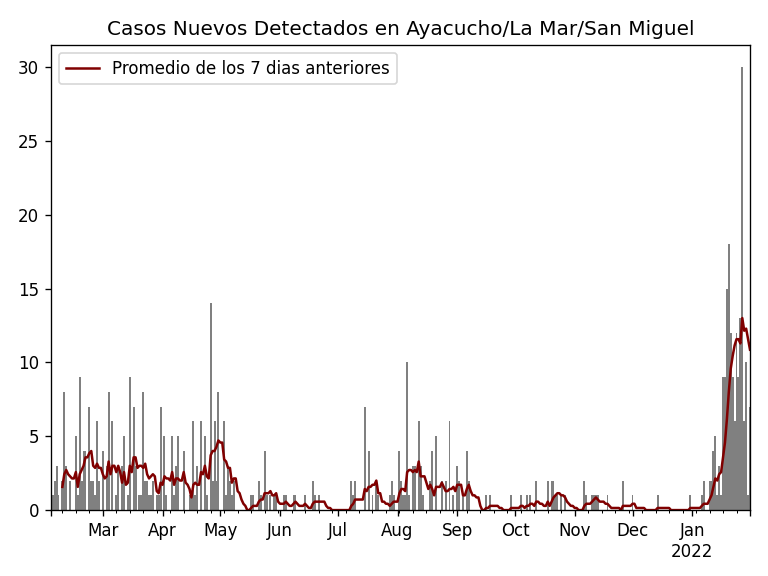 Casos Nuevos Detectados en Ayacucho/La Mar/San Miguel
Promedio de los 7 dias anteriores
30
25
20
15
10
5
0
Mar Apr May Jun Jul Aug Sep Oct Nov Dec Jan
2022